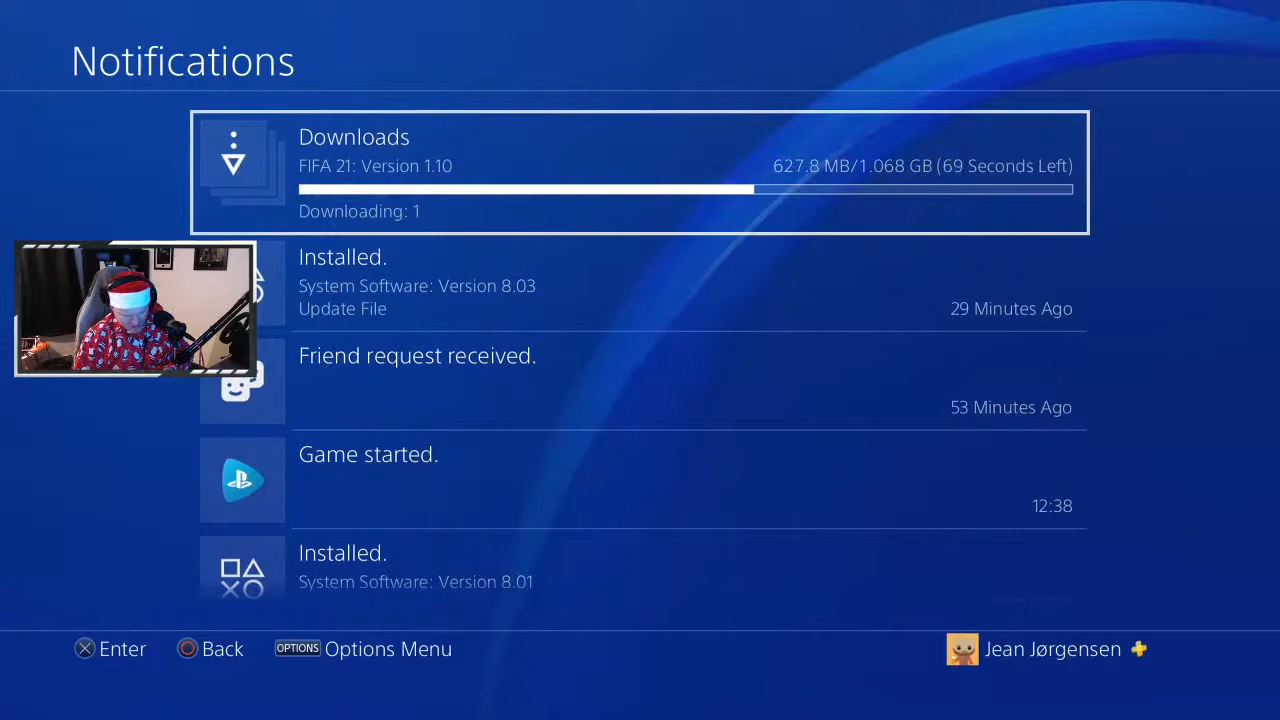 Notifications
Downloads
FIFA 21: Version 1.10
627.8 MB/1.068 GB (69 Seconds Left)
Downloading: 1
Installed.
System Software: Version 8.03
Update File
29 Minutes Ago
Friend request received.
53 Minutes Ago
Game started.
12:38
Installed.
System Software: Version 8.01
Enter
Back
OPTIONS Options Menu
Jean Jørgensen